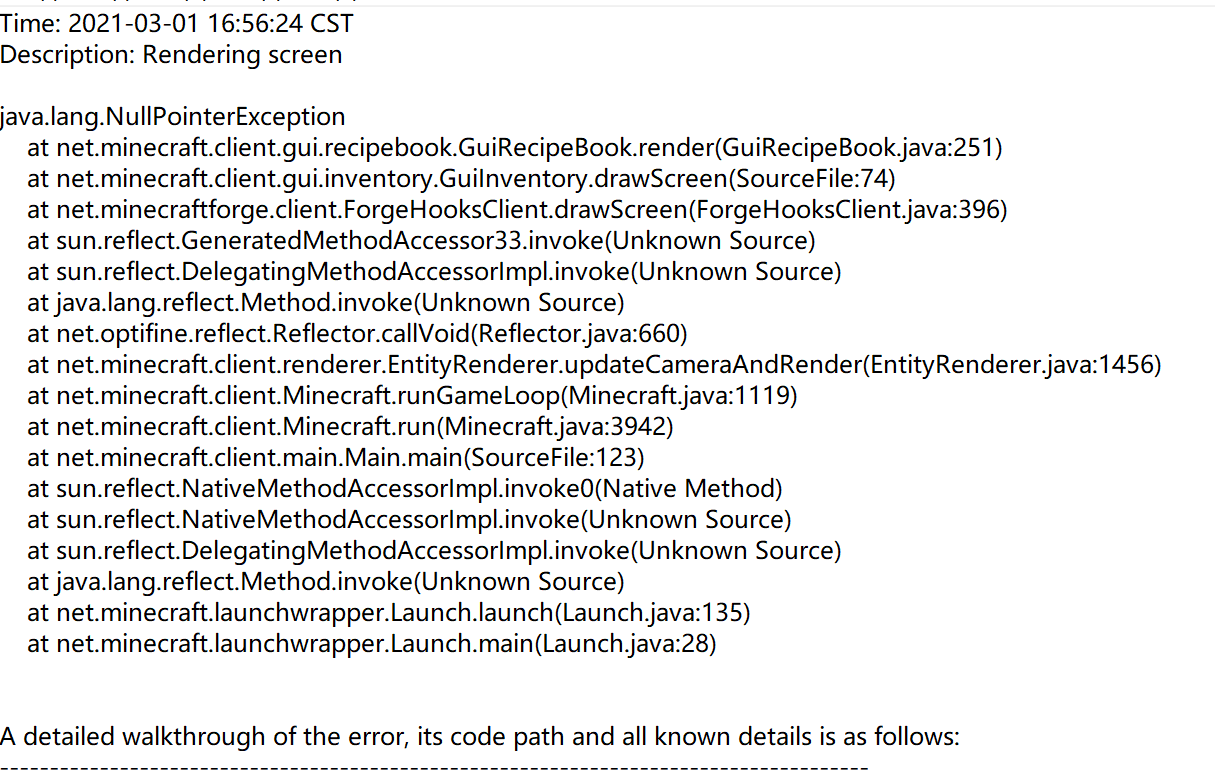 Time: 2021-03-01 16:56:24 CST
Description: Rendering screen
java.lang.NullPointerException
at net.minecraft.client.gui.recipebook.GuiRecipeBook.render(GuiRecipeBook.java:251)
at net.minecraft.client.gui.inventory.GuiInventory.drawScreen(SourceFile:74)
at net.minecraftforge.client.ForgeHooksClient.drawScreen(ForgeHooksClient.java:396)
at sun.reflect.GeneratedMethodAccessor33.invoke(Unknown Source)
at sun.reflect.DelegatingMethodAccessorImpl.invoke(Unknown Source)
at java.lang.reflect.Method.invoke(Unknown Source)
at net.optifine.reflect.Reflector.callVoid(Reflector.java:660)
at net.minecraft.client.renderer.EntityRenderer.updateCameraAndRender(EntityRenderer.java:1456)
at net.minecraft.client.Minecraft.runGameLoop(Minecraft.java:1119)
at net.minecraft.client.Minecraft.run(Minecraft.java:3942)
at net.minecraft.client.main.Main.main(SourceFile:123)
at sun.reflect.NativeMethodAccessorImpl.invoke0(Native Method)
at sun.reflect.NativeMethodAccessorImpl.invoke(Unknown Source)
at sun.reflect.DelegatingMethodAccessorImpl.invoke(Unknown Source)
at java.lang.reflect.Method.invoke(Unknown Source)
at net.minecraft.launchwrapper.Launch.launch(Launch.java:135)
at net.minecraft.launchwrapper.Launch.main(Launch.java:28)
A detailed walkthrough of the error, its code path and all known details is as follows:
---------------------------------------------------------------------------------------